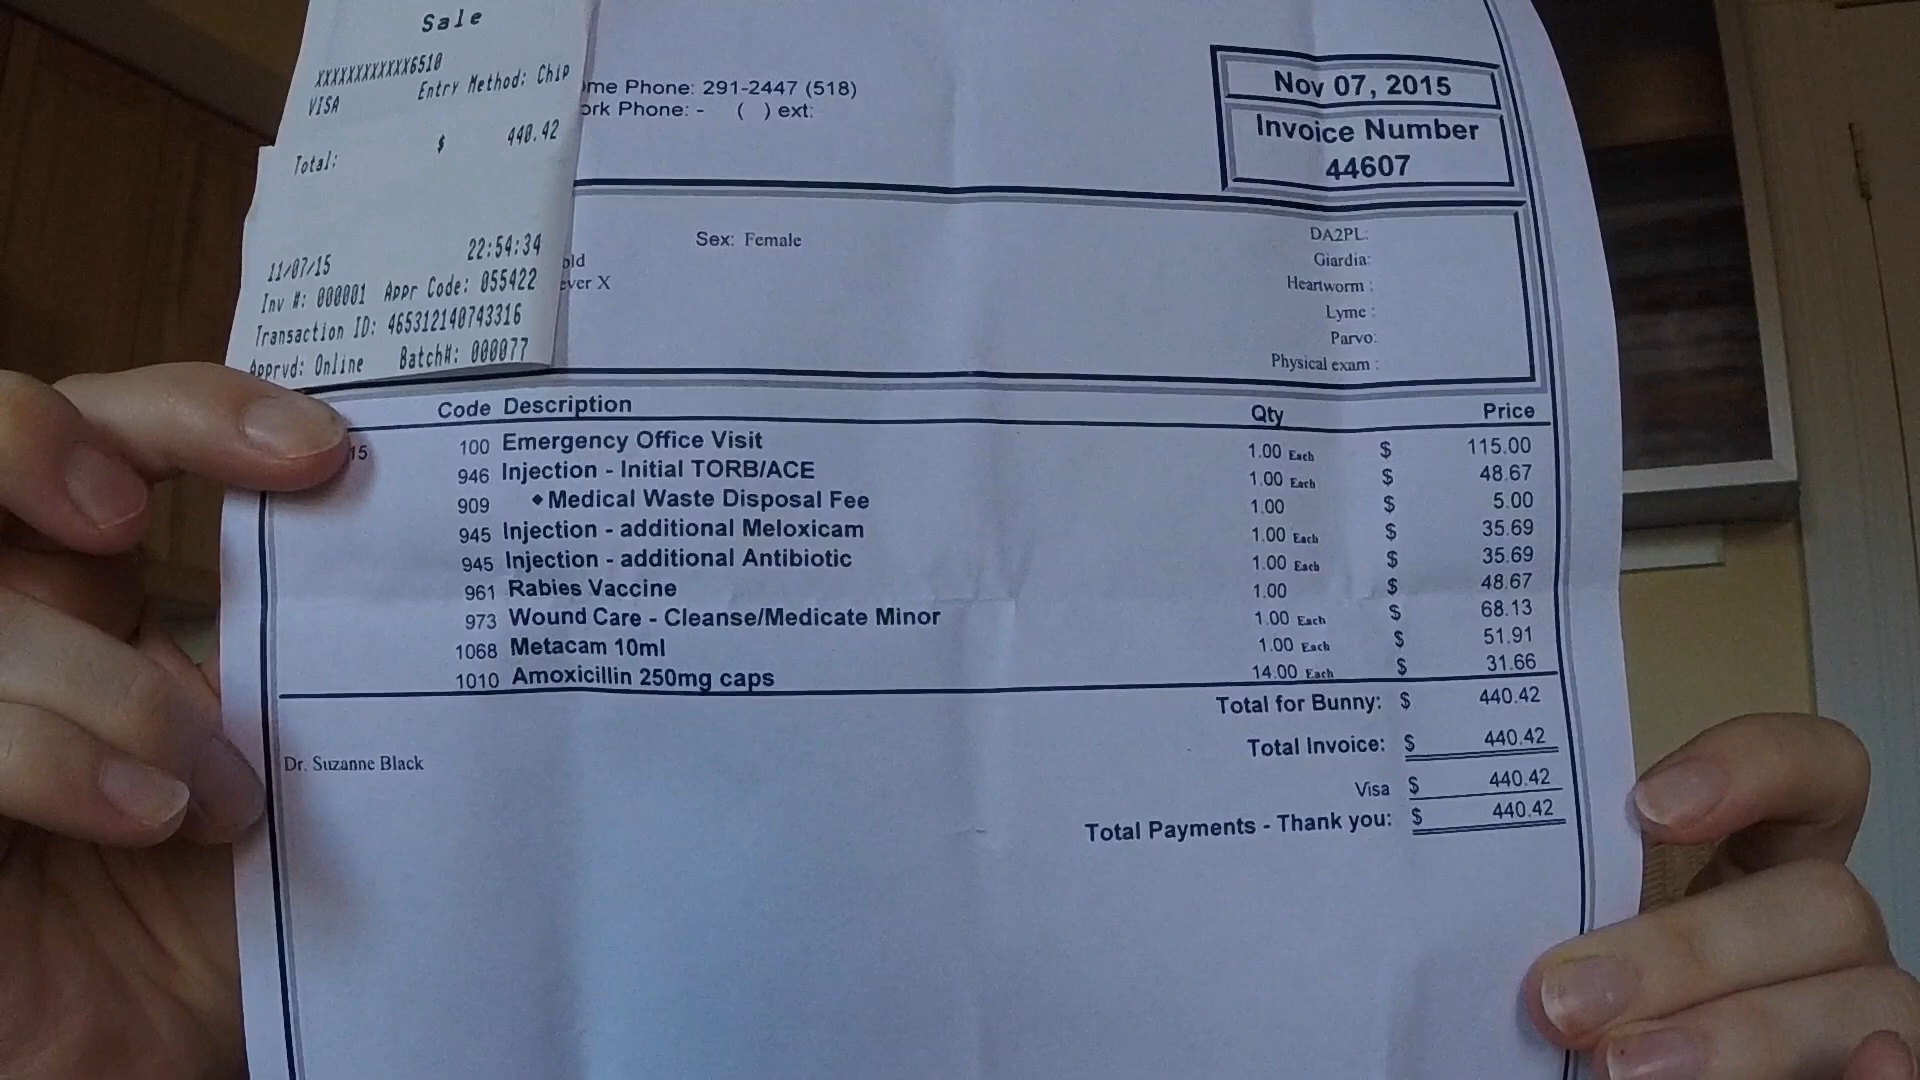 Sale
XXXXXXXXXXXX6510
VISA Entry Method: Chip
Total: $ 440.42
11/07/15 22:54:34
Inv #: 000001 Appr Code: 055422
Transaction ID: 465312140743316
Apprvd: Online Batch#: 000077
me Phone: 291-2447 (518)
ork Phone: - ( ) ext:
Nov 07, 2015
Invoice Number
44607
Sex: Female
old
ever X
DA2PL:
Giardia:
Heartworm :
Lyme :
Parvo:
Physical exam :
Code Description Qty Price
15 100 Emergency Office Visit 1.00 Each $ 115.00
946 Injection - Initial TORB/ACE 1.00 Each $ 48.67
909 ◆ Medical Waste Disposal Fee 1.00 $ 5.00
945 Injection - additional Meloxicam 1.00 Each $ 35.69
945 Injection - additional Antibiotic 1.00 Each $ 35.69
961 Rabies Vaccine 1.00 $ 48.67
973 Wound Care - Cleanse/Medicate Minor 1.00 Each $ 68.13
1068 Metacam 10ml 1.00 Each $ 51.91
1010 Amoxicillin 250mg caps 14.00 Each $ 31.66
Total for Bunny: $ 440.42
Total Invoice: $ 440.42
Visa $ 440.42
Total Payments - Thank you: $ 440.42
Dr. Suzanne Black